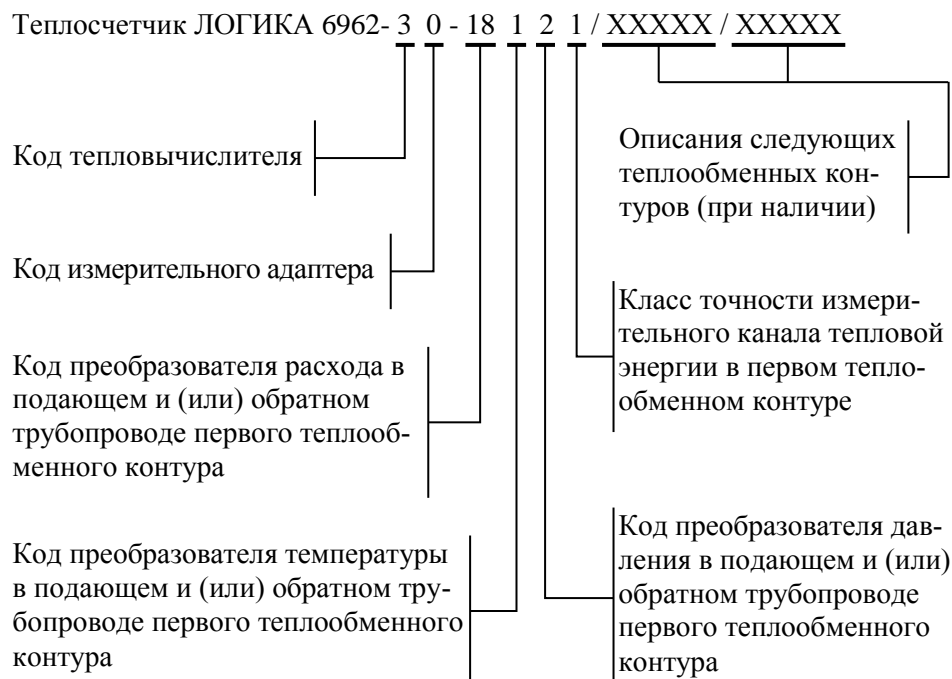 Теплосчетчик ЛОГИКА 6962- 3 0 - 18 1 2 1 / XXXXX / XXXXX
Код тепловычислителя
Описания следующих
теплообменных кон-
туров (при наличии)
Код измерительного адаптера
Класс точности измери-
тельного канала тепловой
энергии в первом тепло-
обменном контуре
Код преобразователя расхода в
подающем и (или) обратном
трубопроводе первого теплооб-
менного контура
Код преобразователя температуры
в подающем и (или) обратном тру-
бопроводе первого теплообменного
контура
Код преобразователя дав-
ления в подающем и (или)
обратном трубопроводе
первого теплообменного
контура